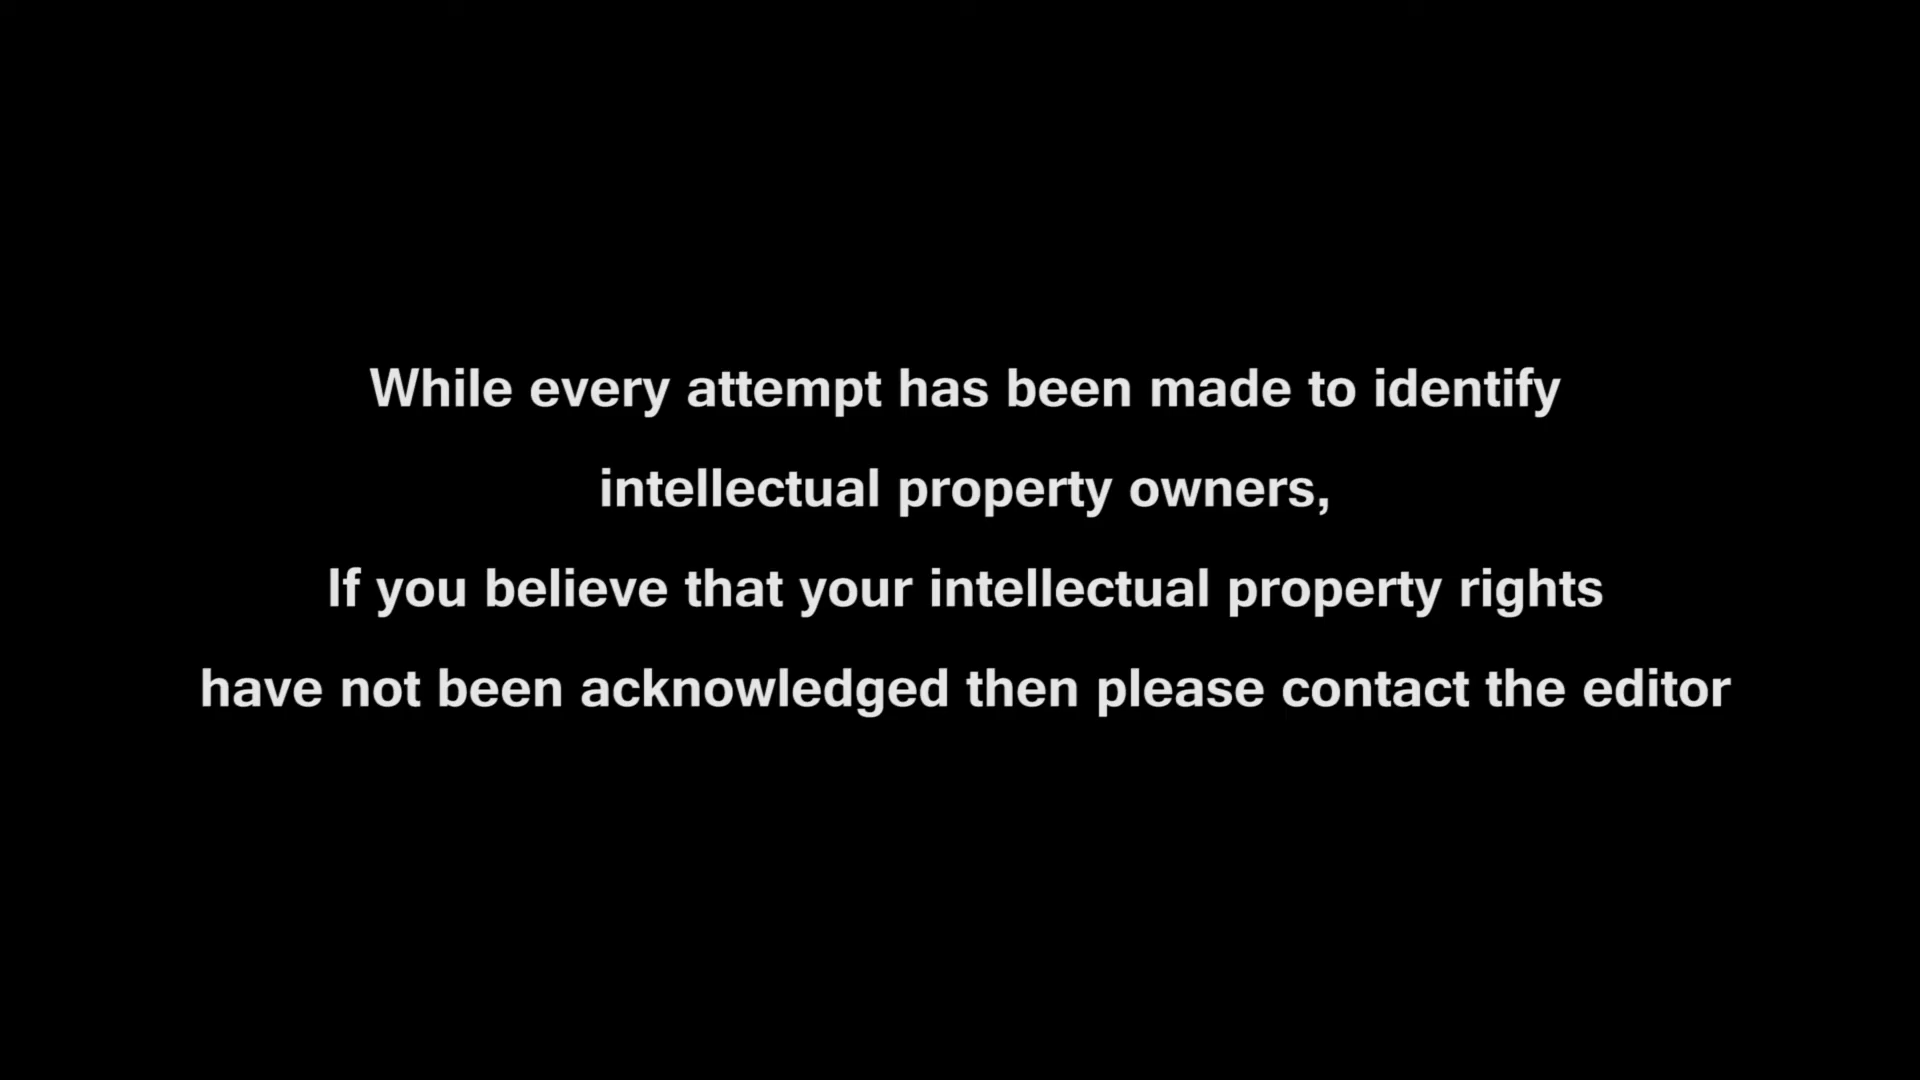 While every attempt has been made to identify
intellectual property owners,
If you believe that your intellectual property rights
have not been acknowledged then please contact the editor